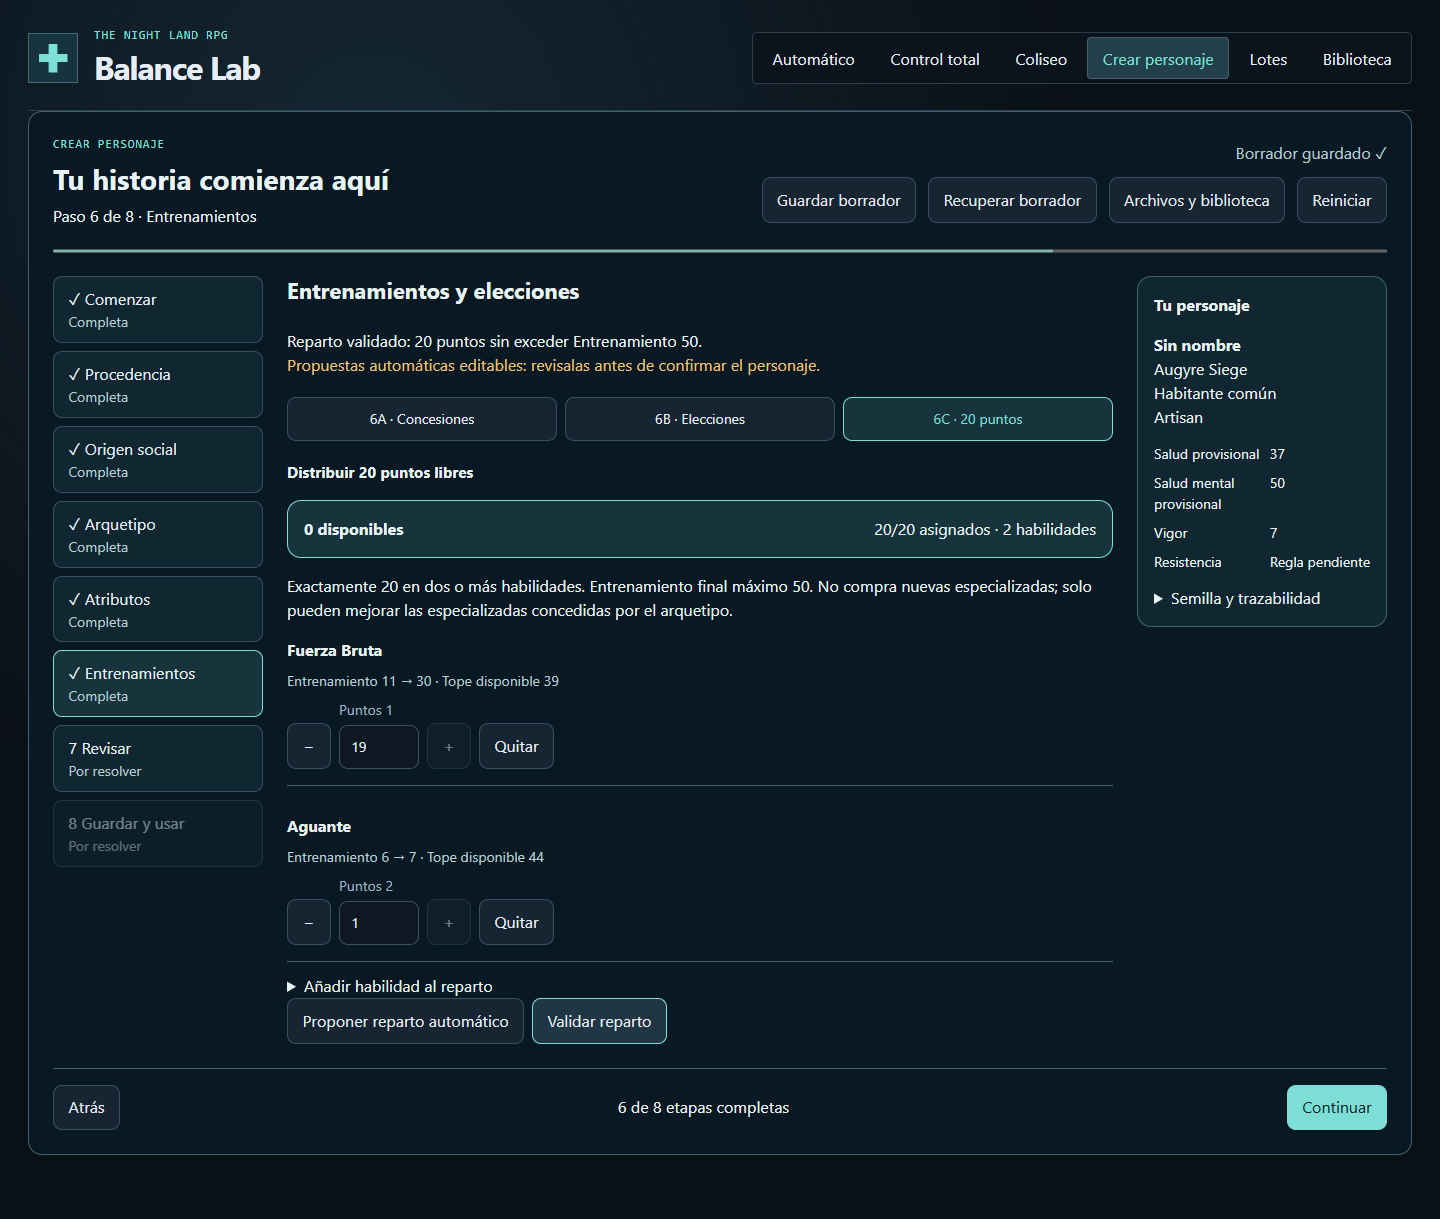 THE NIGHT LAND RPG
Balance Lab
Automático
Control total
Coliseo
Crear personaje
Lotes
Biblioteca
CREAR PERSONAJE
Tu historia comienza aquí
Paso 6 de 8 · Entrenamientos
Borrador guardado ✓
Guardar borrador
Recuperar borrador
Archivos y biblioteca
Reiniciar
✓ Comenzar
Completa
✓ Procedencia
Completa
✓ Origen social
Completa
✓ Arquetipo
Completa
✓ Atributos
Completa
✓ Entrenamientos
Completa
7 Revisar
Por resolver
8 Guardar y usar
Por resolver
Entrenamientos y elecciones
Reparto validado: 20 puntos sin exceder Entrenamiento 50.
Propuestas automáticas editables: revisalas antes de confirmar el personaje.
6A · Concesiones
6B · Elecciones
6C · 20 puntos
Distribuir 20 puntos libres
0 disponibles
20/20 asignados · 2 habilidades
Exactamente 20 en dos o más habilidades. Entrenamiento final máximo 50. No compra nuevas especializadas; solo
pueden mejorar las especializadas concedidas por el arquetipo.
Fuerza Bruta
Entrenamiento 11 → 30 · Tope disponible 39
Puntos 1
− 19 + Quitar
Aguante
Entrenamiento 6 → 7 · Tope disponible 44
Puntos 2
− 1 + Quitar
▶ Añadir habilidad al reparto
Proponer reparto automático
Validar reparto
Tu personaje
Sin nombre
Augyre Siege
Habitante común
Artisan
Salud provisional 37
Salud mental provisional 50
Vigor 7
Resistencia Regla pendiente
▶ Semilla y trazabilidad
Atrás
6 de 8 etapas completas
Continuar